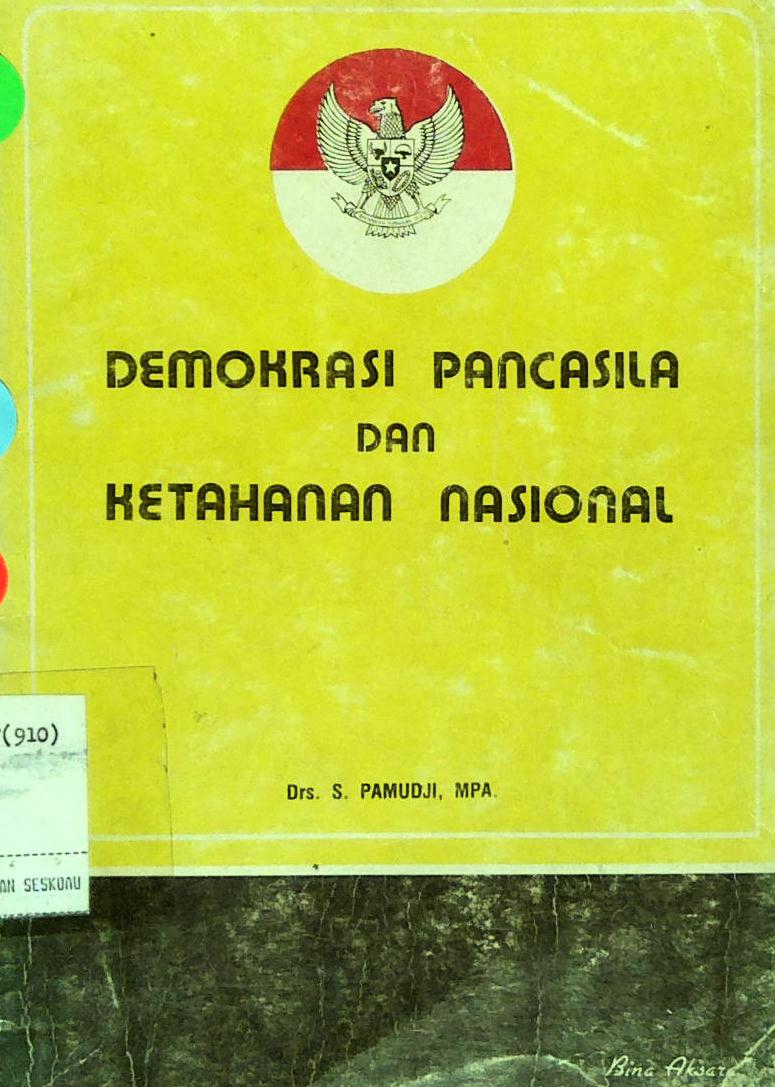 DEMOKRASI PANCASILA
DAN
KETAHANAN NASIONAL
(910)
Drs. S. PAMUDJI, MPA.
AN SESKOAU
Bina Aksara